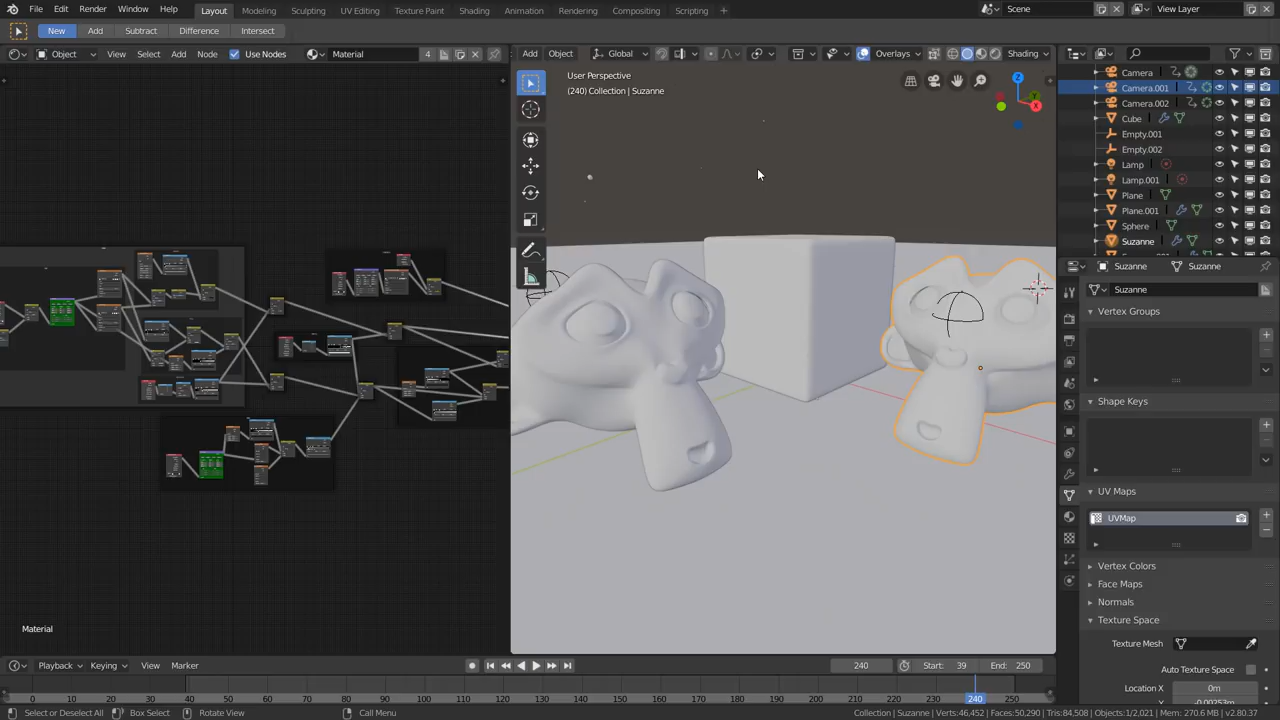 File Edit Render Window Help Layout Modeling Sculpting UV Editing Texture Paint Shading Animation Rendering Compositing Scripting + Scene View Layer
New Add Subtract Difference Intersect
Object View Select Add Node Use Nodes Material 4 Add Object Global Overlays Shading
User Perspective
(240) Collection | Suzanne
Z
Y
X
Camera
Camera.001
Camera.002
Cube
Empty.001
Empty.002
Lamp
Lamp.001
Plane
Plane.001
Sphere
Suzanne
Suzanne Suzanne
Suzanne
Vertex Groups
Shape Keys
UV Maps
UVMap
Vertex Colors
Face Maps
Normals
Texture Space
Texture Mesh
Auto Texture Space
Location X 0m
-0.00253m
Material
Playback Keying View Marker 240 Start: 39 End: 250
0 10 20 30 40 50 60 70 80 90 100 110 120 130 140 150 160 170 180 190 200 210 220 230 240 250
Select or Deselect All Box Select Rotate View Call Menu Collection | Suzanne | Verts:46,452 | Faces:50,290 | Tris:84,508 | Objects:1/2,021 | Mem: 270.6 MB | v2.80.37